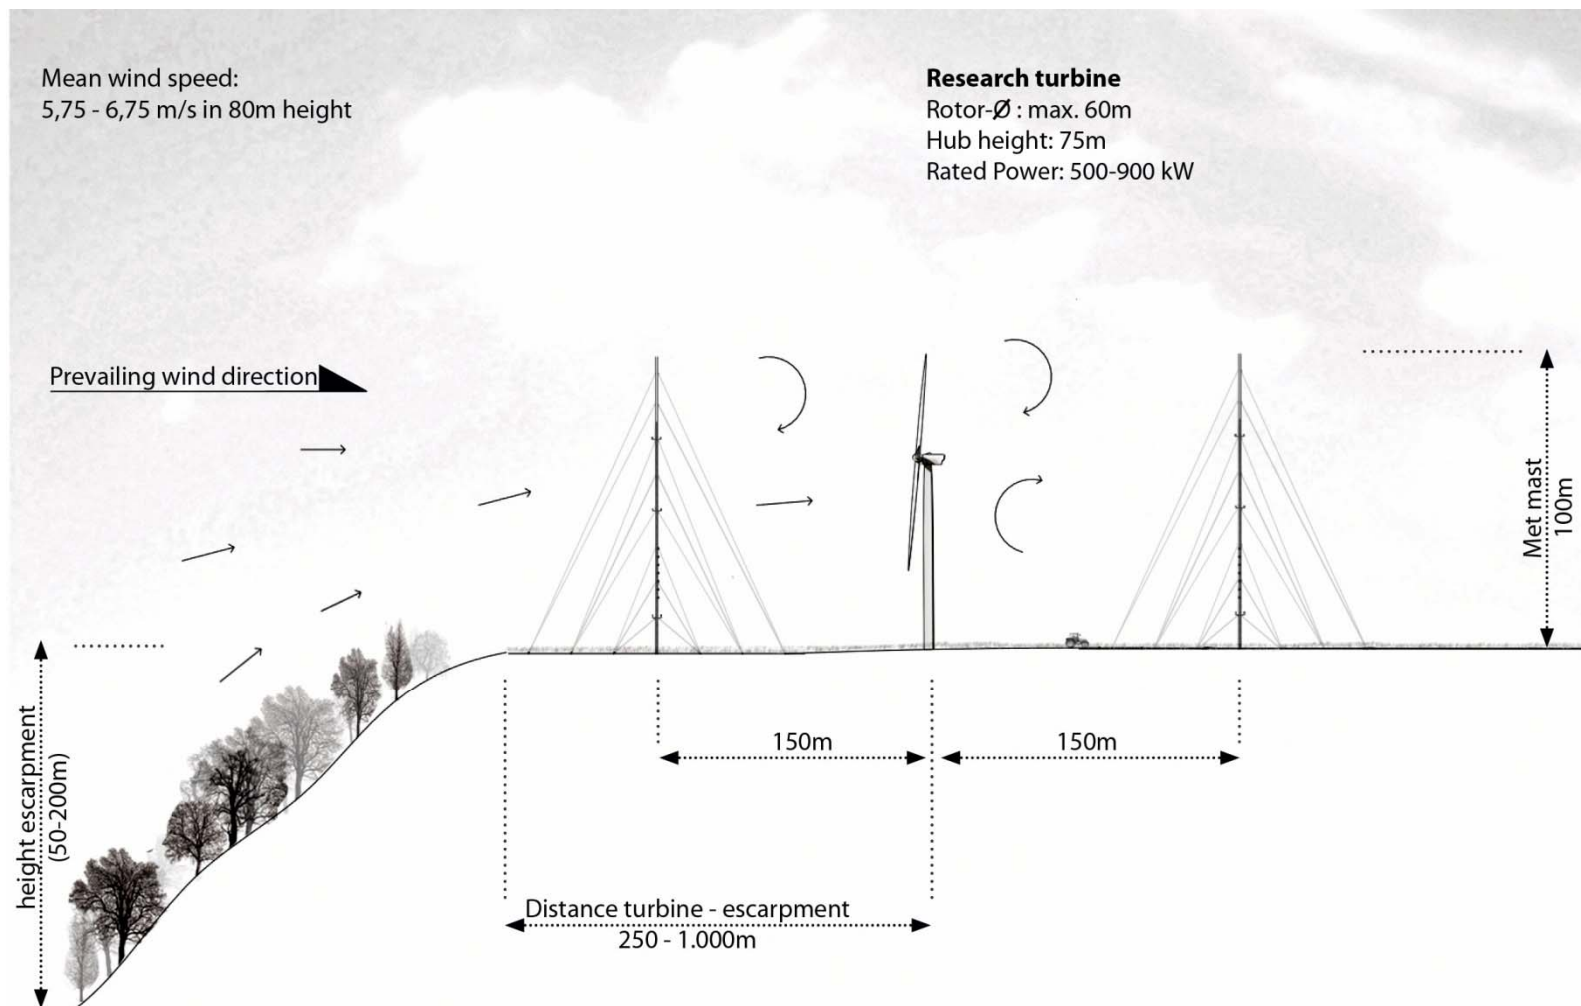 Mean wind speed:
5,75 - 6,75 m/s in 80m height
Research turbine
Rotor-Ø : max. 60m
Hub height: 75m
Rated Power: 500-900 kW
Prevailing wind direction
Met mast
100m
height escarpment
(50-200m)
150m
150m
Distance turbine - escarpment
250 - 1.000m